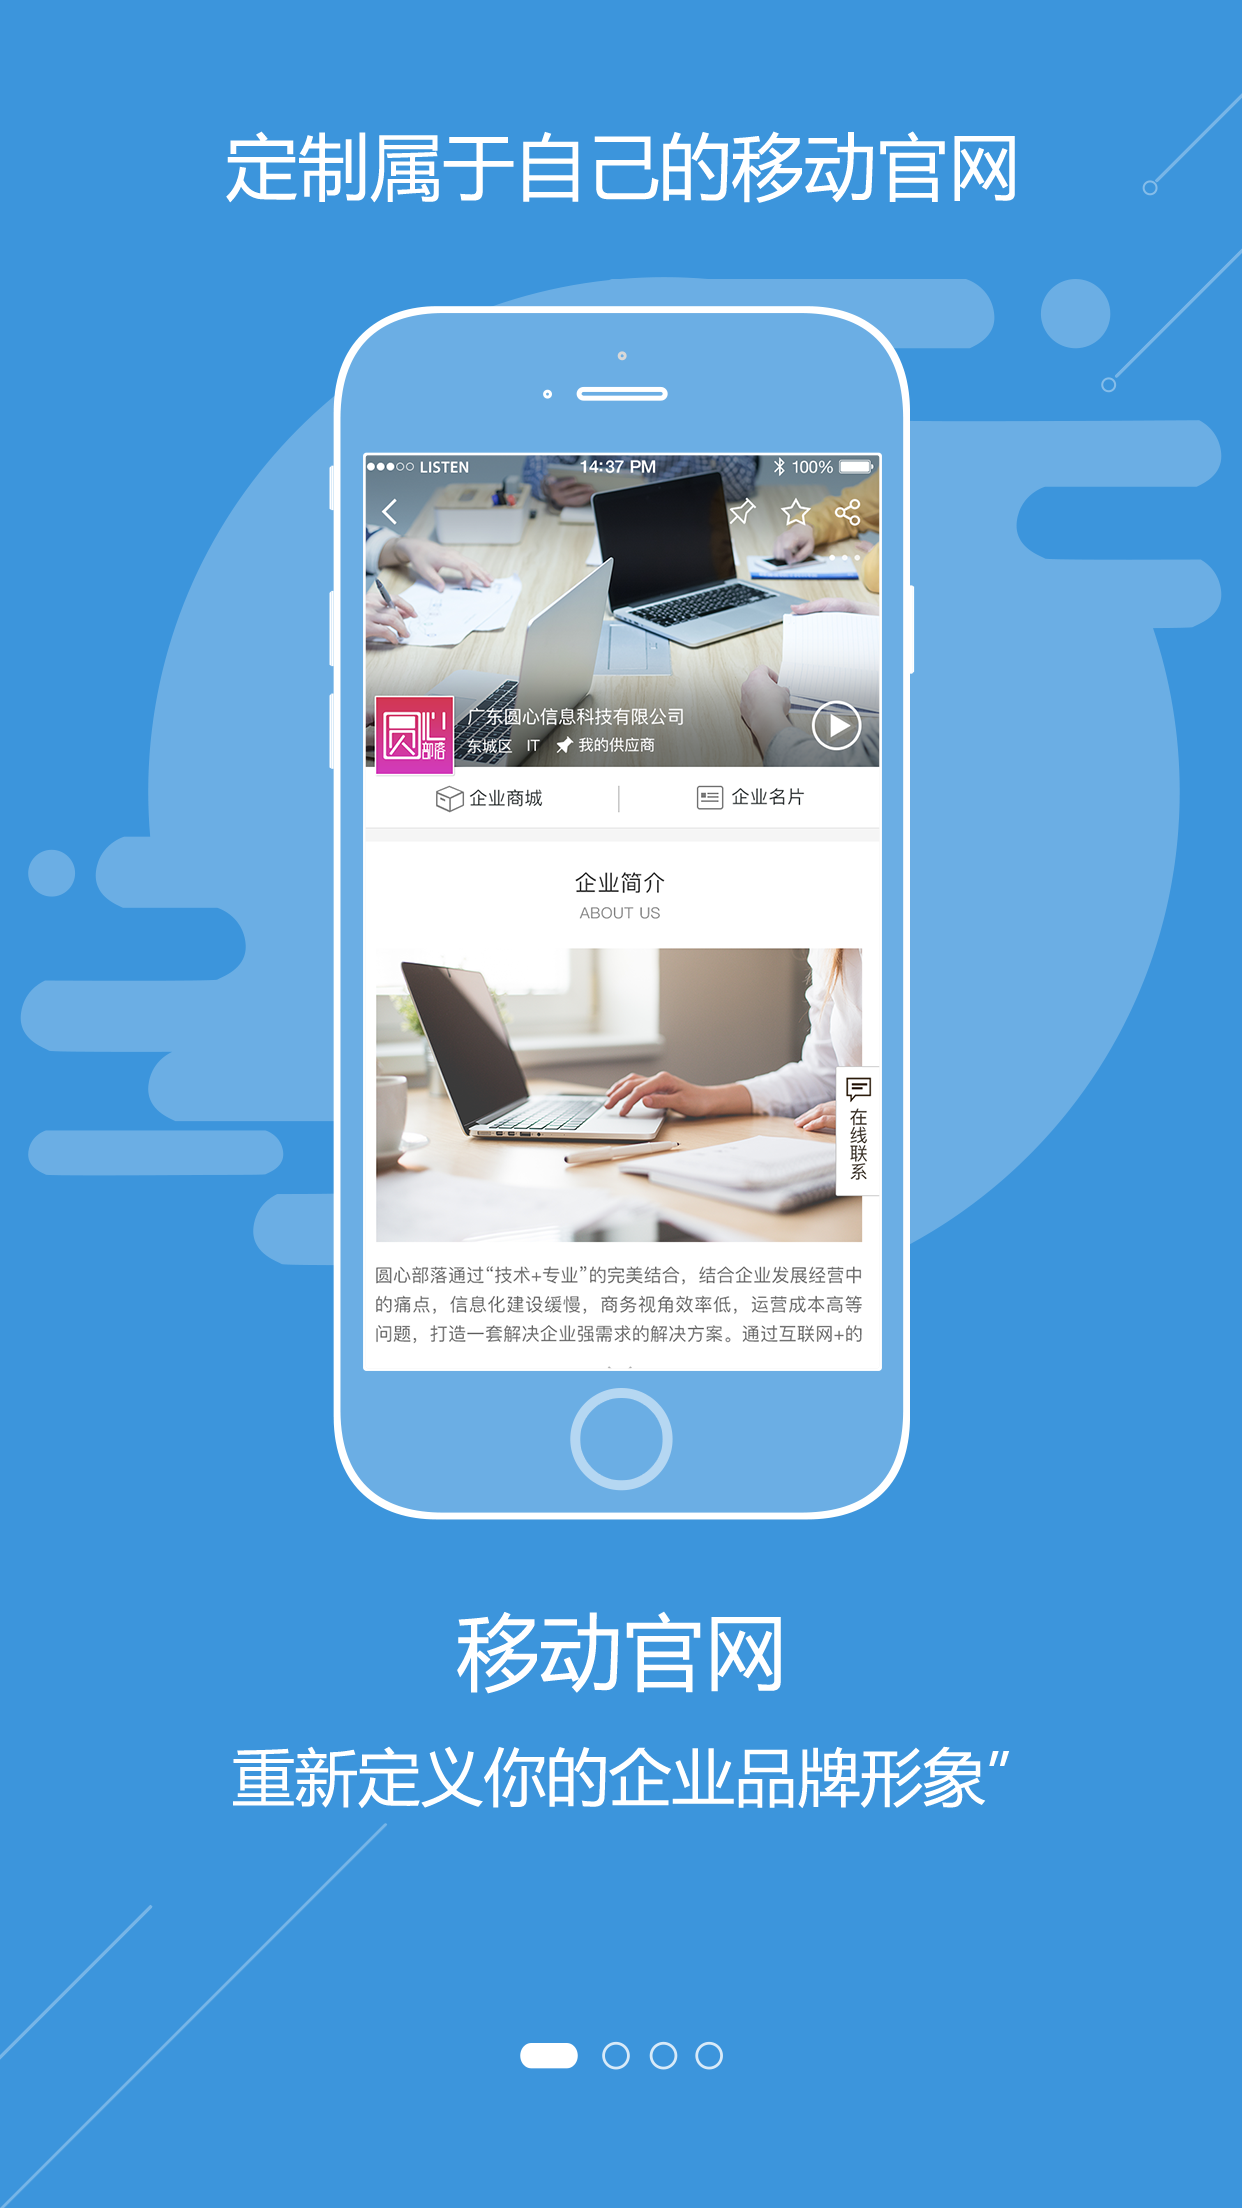 定制属于自己的移动官网
LISTEN 14:37 PM 100%
广东圆心信息科技有限公司
圆心部落
东城区 IT 我的供应商
企业商城 企业名片
企业简介
ABOUT US
在线联系
圆心部落通过“技术+专业”的完美结合，结合企业发展经营中
的痛点，信息化建设缓慢，商务视角效率低，运营成本高等
问题，打造一套解决企业强需求的解决方案。通过互联网+的
移动官网
重新定义你的企业品牌形象”